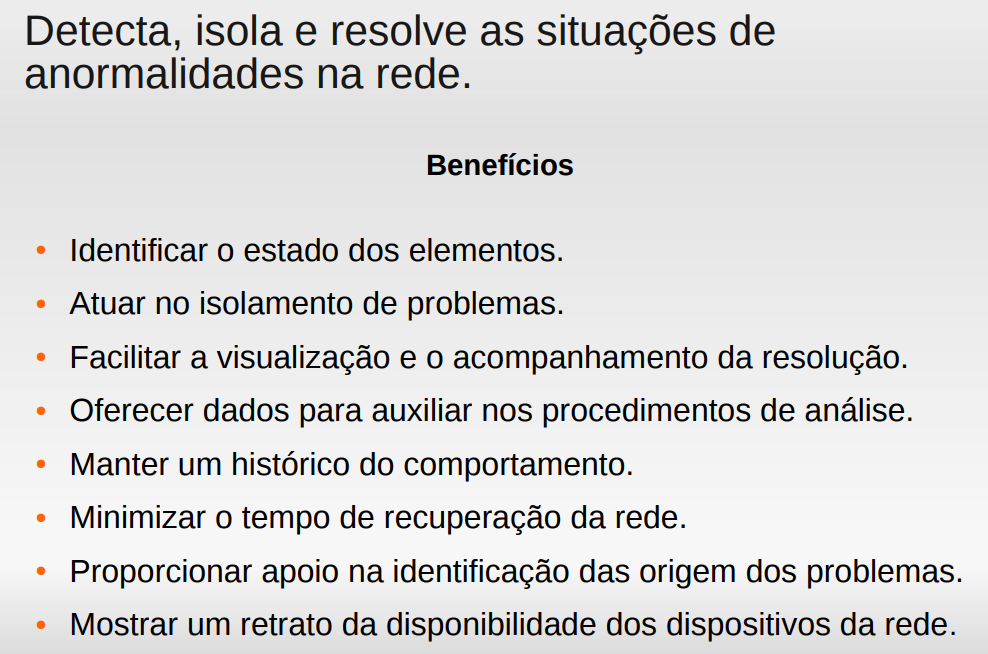 Detecta, isola e resolve as situações de
anormalidades na rede.
Benefícios
• Identificar o estado dos elementos.
• Atuar no isolamento de problemas.
• Facilitar a visualização e o acompanhamento da resolução.
• Oferecer dados para auxiliar nos procedimentos de análise.
• Manter um histórico do comportamento.
• Minimizar o tempo de recuperação da rede.
• Proporcionar apoio na identificação das origem dos problemas.
• Mostrar um retrato da disponibilidade dos dispositivos da rede.